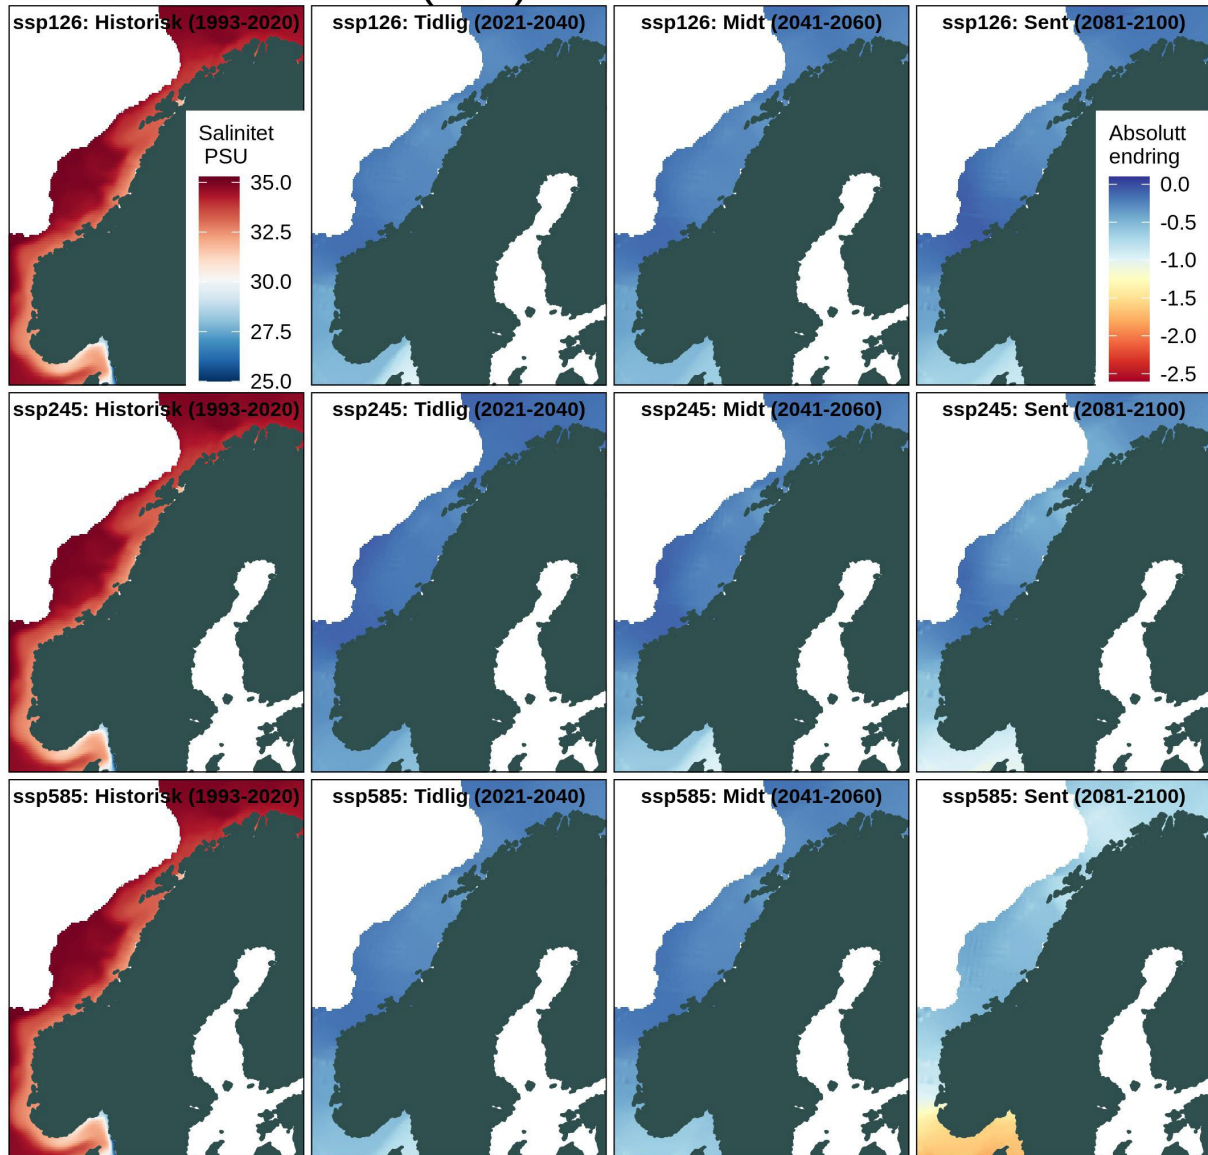 ssp126: Historisk (1993-2020)
ssp126: Tidlig (2021-2040)
ssp126: Midt (2041-2060)
ssp126: Sent (2081-2100)
Salinitet
PSU
35.0
32.5
30.0
27.5
25.0
Absolutt
endring
0.0
-0.5
-1.0
-1.5
-2.0
-2.5
ssp245: Historisk (1993-2020)
ssp245: Tidlig (2021-2040)
ssp245: Midt (2041-2060)
ssp245: Sent (2081-2100)
ssp585: Historisk (1993-2020)
ssp585: Tidlig (2021-2040)
ssp585: Midt (2041-2060)
ssp585: Sent (2081-2100)